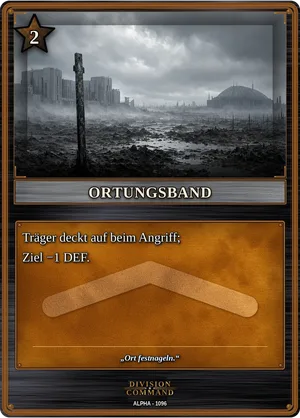 2
ORTUNGSBAND
Träger deckt auf beim Angriff;
Ziel −1 DEF.
„Ort festnageln.“
DIVISION
COMMAND
ALPHA - 1096